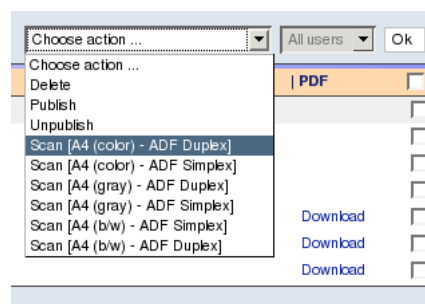 Choose action ... All users Ok
Choose action ...
Delete
Publish
Unpublish
Scan [A4 (color) - ADF Duplex]
Scan [A4 (color) - ADF Simplex]
Scan [A4 (gray) - ADF Duplex]
Scan [A4 (gray) - ADF Simplex]
Scan [A4 (b/w) - ADF Simplex]
Scan [A4 (b/w) - ADF Duplex]
| PDF
Download
Download
Download